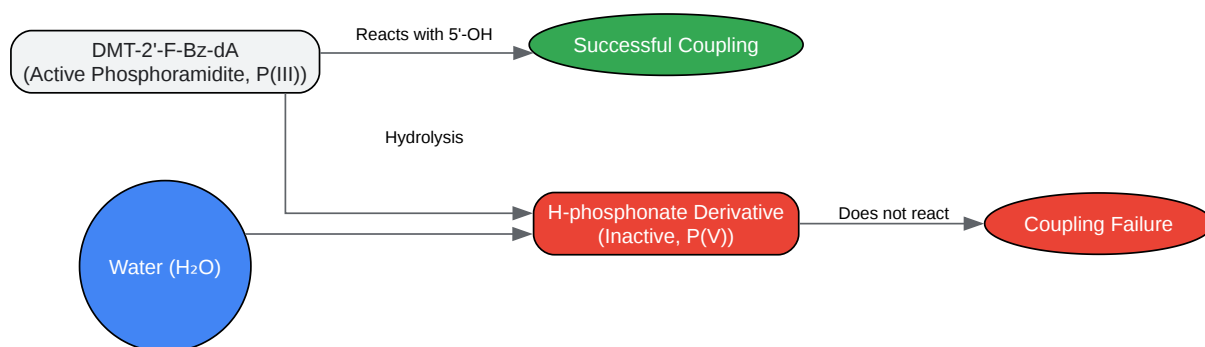 DMT-2'-F-Bz-dA
(Active Phosphoramidite, P(III))
Reacts with 5'-OH
Successful Coupling
Hydrolysis
H-phosphonate Derivative
(Inactive, P(V))
Does not react
Coupling Failure
Water (H₂O)